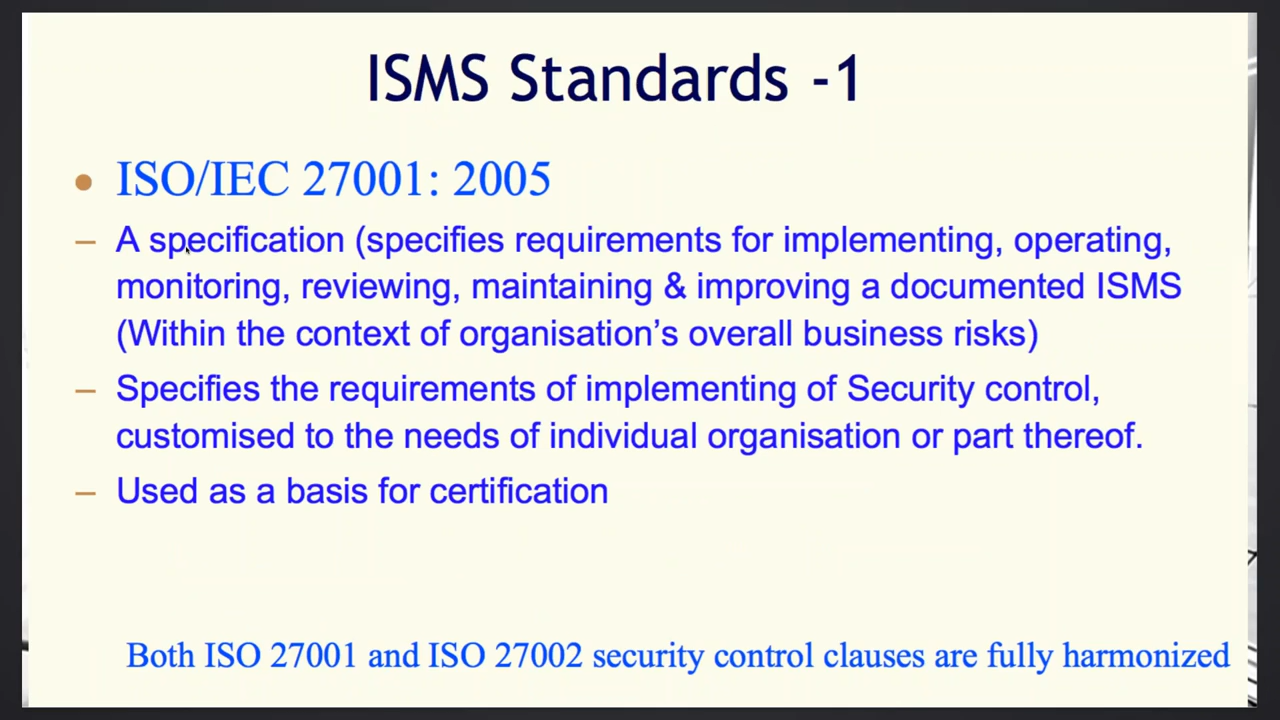 ISMS Standards -1
• ISO/IEC 27001: 2005
– A specification (specifies requirements for implementing, operating,
monitoring, reviewing, maintaining & improving a documented ISMS
(Within the context of organisation’s overall business risks)
– Specifies the requirements of implementing of Security control,
customised to the needs of individual organisation or part thereof.
– Used as a basis for certification
Both ISO 27001 and ISO 27002 security control clauses are fully harmonized